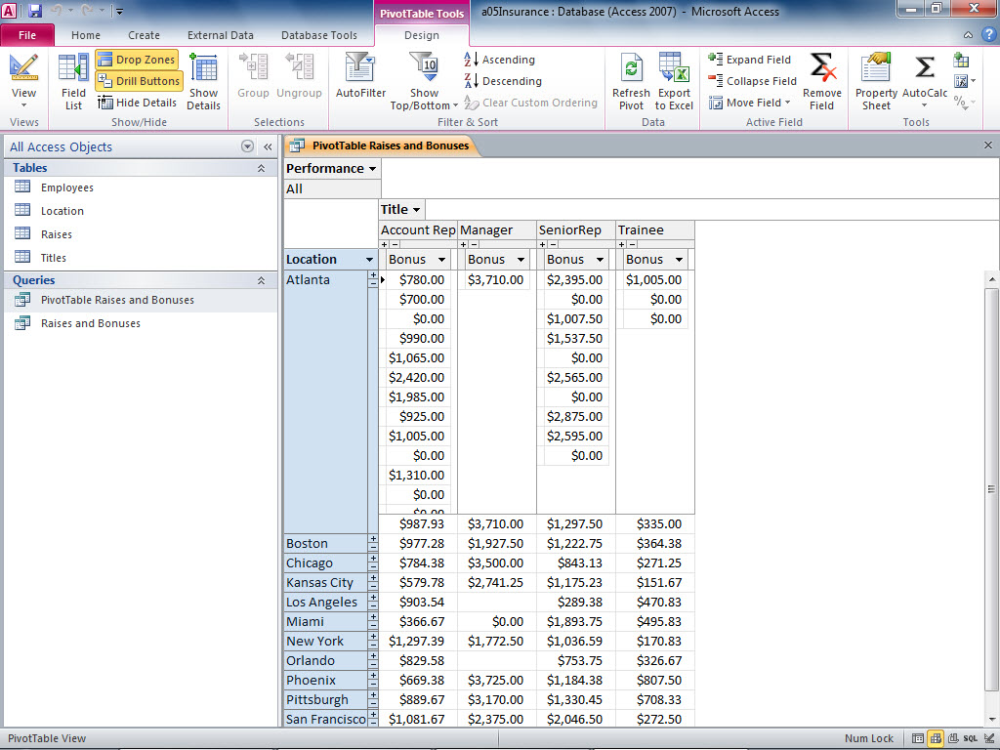 PivotTable Tools a05Insurance : Database (Access 2007) - Microsoft Access
File Home Create External Data Database Tools Design
View
Views
Field List
Drop Zones
Drill Buttons
Hide Details
Show Details
Show/Hide
Group Ungroup
Selections
AutoFilter
Show Top/Bottom
Ascending
Descending
Clear Custom Ordering
Filter & Sort
Refresh Pivot
Export to Excel
Data
Expand Field
Collapse Field
Move Field
Remove Field
Active Field
Property Sheet
AutoCalc
Tools
All Access Objects
Tables
Employees
Location
Raises
Titles
Queries
PivotTable Raises and Bonuses
Raises and Bonuses
PivotTable Raises and Bonuses
Performance
All
Title
Account Rep Manager SeniorRep Trainee
Location Bonus Bonus Bonus Bonus
Atlanta $780.00 $3,710.00 $2,395.00 $1,005.00
$700.00 $0.00 $0.00
$0.00 $1,007.50 $0.00
$990.00 $1,537.50
$1,065.00 $0.00
$2,420.00 $2,565.00
$1,985.00 $0.00
$925.00 $2,875.00
$1,005.00 $2,595.00
$0.00 $0.00
$1,310.00
$0.00
$0.00
$987.93 $3,710.00 $1,297.50 $335.00
Boston $977.28 $1,927.50 $1,222.75 $364.38
Chicago $784.38 $3,500.00 $843.13 $271.25
Kansas City $579.78 $2,741.25 $1,175.23 $151.67
Los Angeles $903.54 $289.38 $470.83
Miami $366.67 $0.00 $1,893.75 $495.83
New York $1,297.39 $1,772.50 $1,036.59 $170.83
Orlando $829.58 $753.75 $326.67
Phoenix $669.38 $3,725.00 $1,184.38 $807.50
Pittsburgh $889.67 $3,170.00 $1,330.45 $708.33
San Francisco $1,081.67 $2,375.00 $2,046.50 $272.50
PivotTable View Num Lock SQL